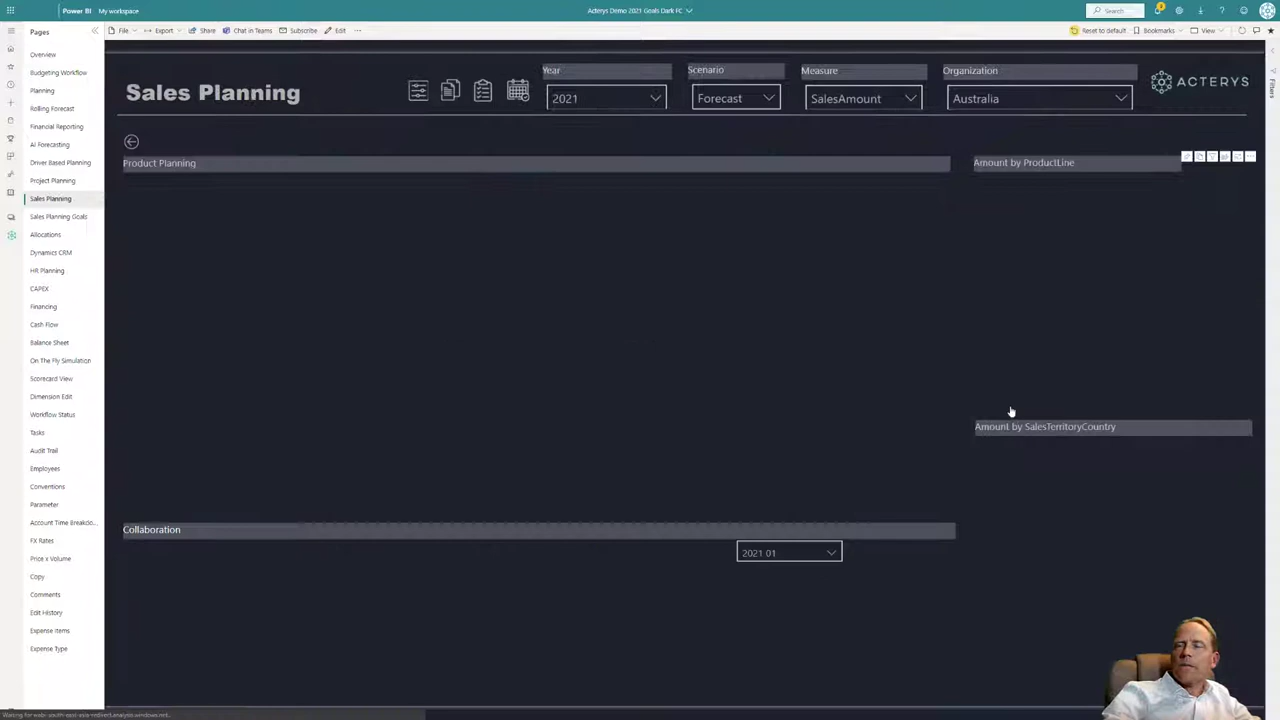 Power BI My workspace
Acterys Demo 2021 Goals Dark FC
Search
Pages
File Export Share Chat in Teams Subscribe Edit
Reset to default Bookmarks View
Overview
Budgeting Workflow
Planning
Rolling Forecast
Financial Reporting
AI Forecasting
Driver Based Planning
Project Planning
Sales Planning
Sales Planning Goals
Allocations
Dynamics CRM
HR Planning
CAPEX
Financing
Cash Flow
Balance Sheet
On The Fly Simulation
Scorecard View
Dimension Edit
Workflow Status
Tasks
Audit Trail
Employees
Conventions
Parameter
Account Time Breakdo...
FX Rates
Price x Volume
Copy
Comments
Edit History
Expense Items
Expense Type
Sales Planning
Year
2021
Scenario
Forecast
Measure
SalesAmount
Organization
Australia
ACTERYS
Filters
Product Planning
Amount by ProductLine
Amount by SalesTerritoryCountry
Collaboration
2021 01